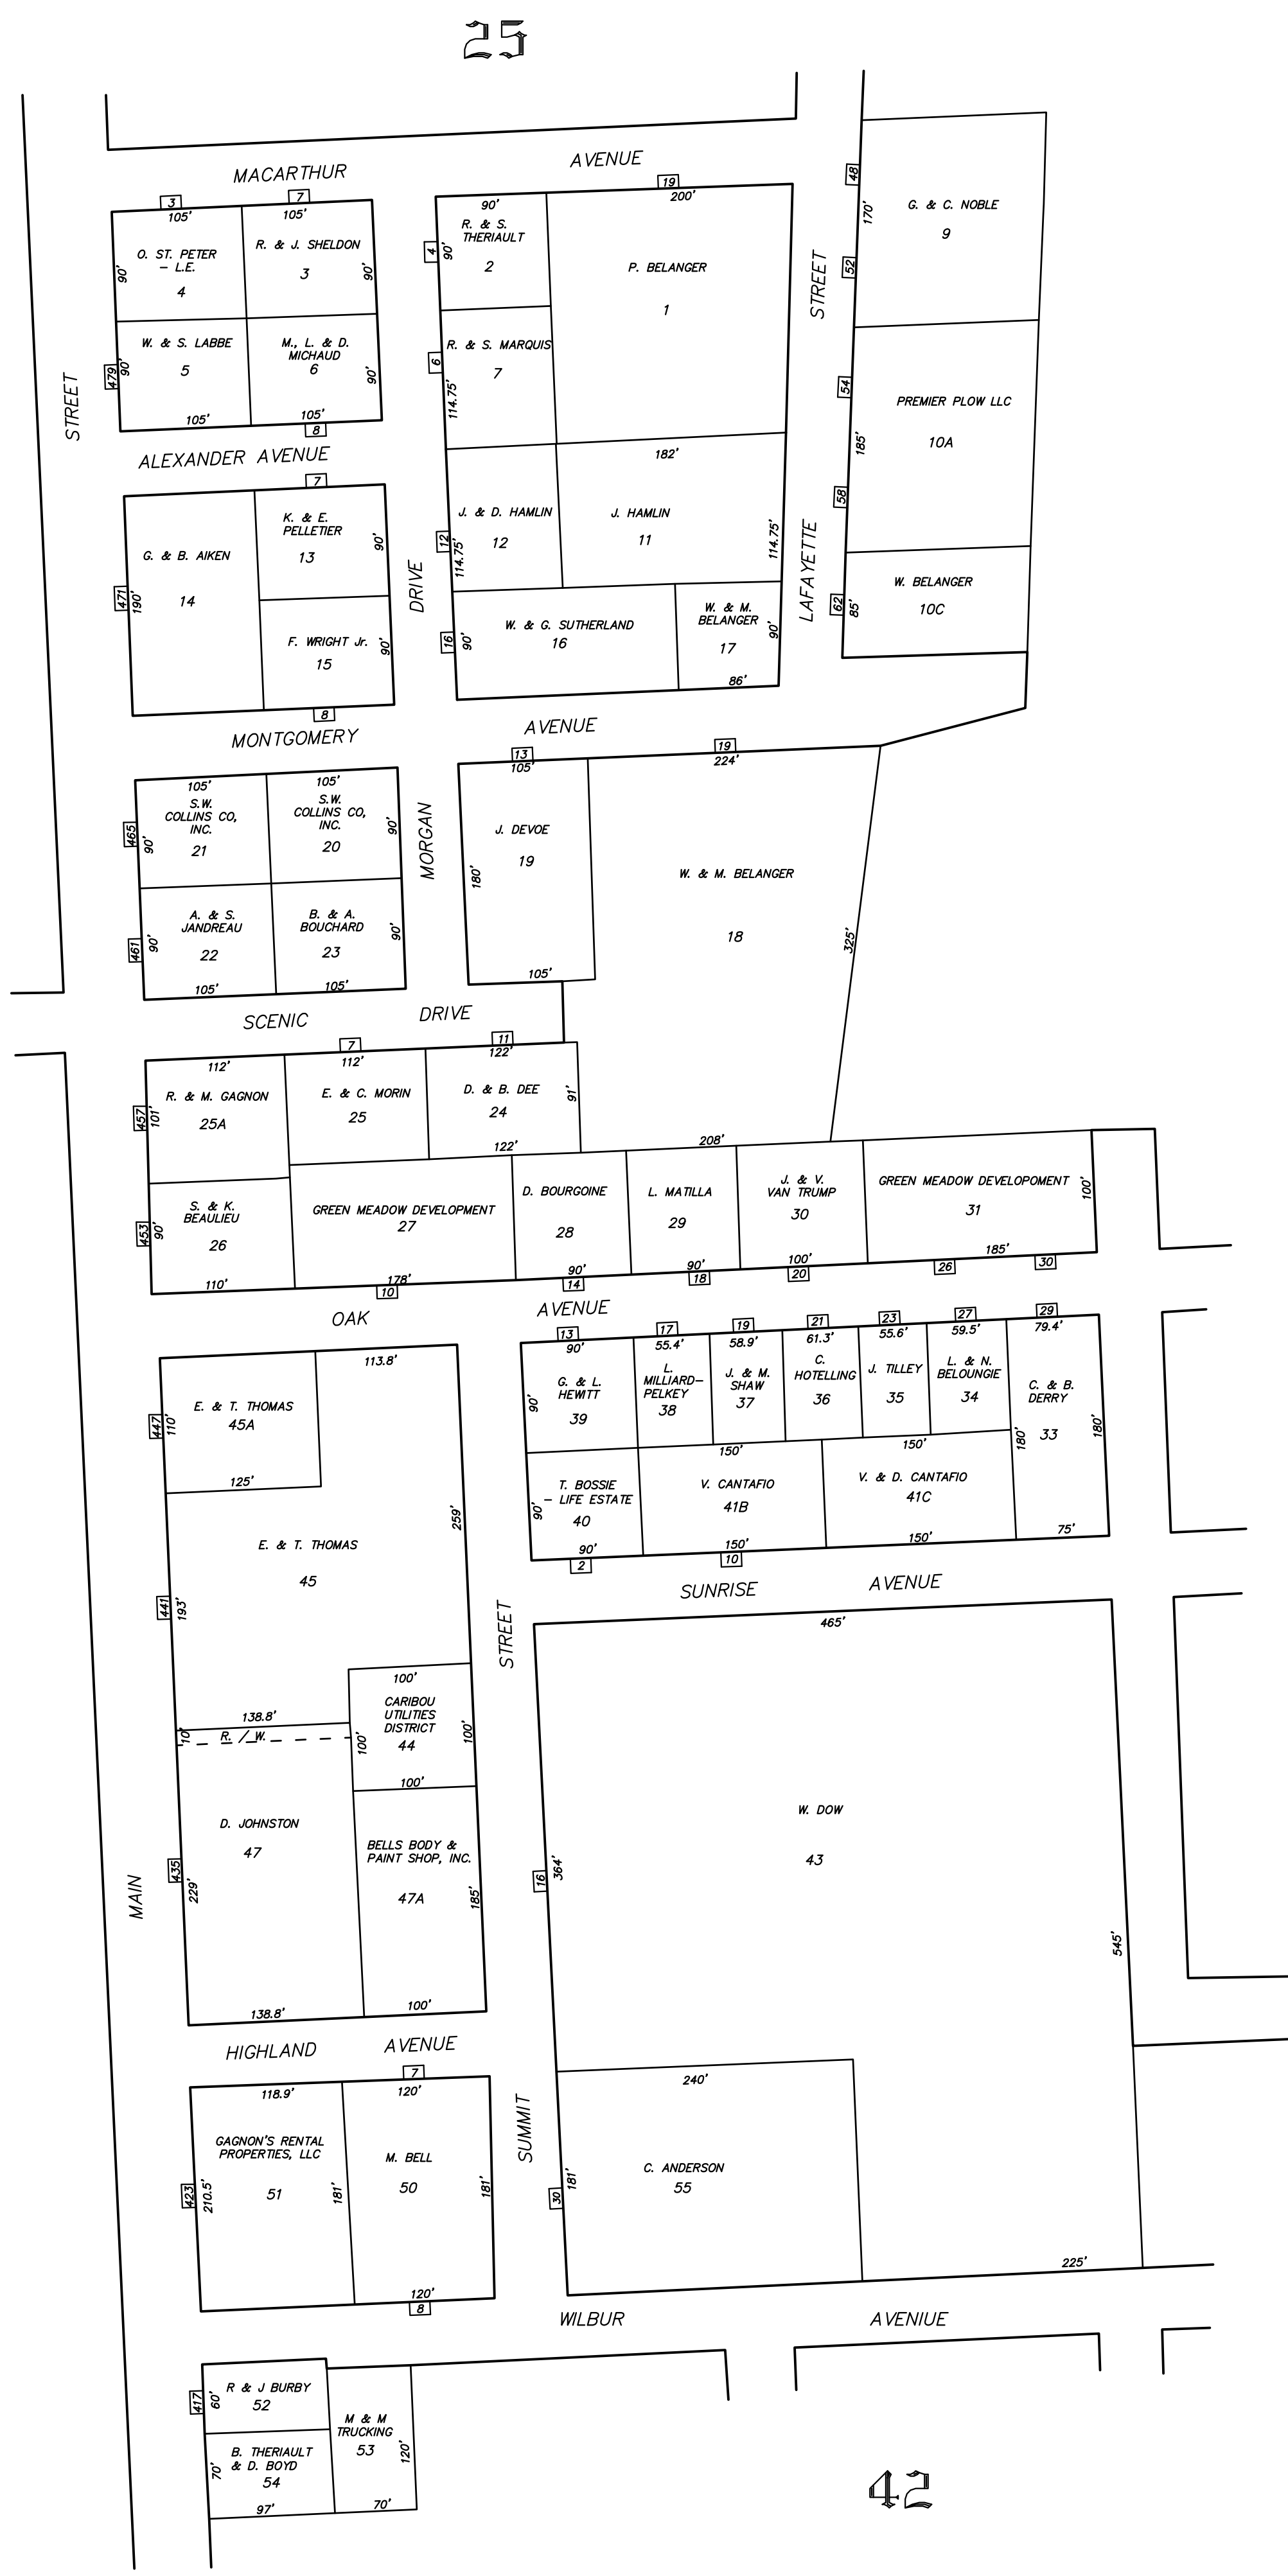 25
MACARTHUR AVENUE
3
7
19
105'
105'
90'
200'
O. ST. PETER
– L.E.
4
90'
R. & J. SHELDON
3
90'
4
90'
R. & S.
THERIAULT
2
P. BELANGER
1
STREET
48
170'
52
G. & C. NOBLE
9
W. & S. LABBE
5
479
90'
105'
M., L. & D.
MICHAUD
6
90'
105'
8
6
R. & S. MARQUIS
7
114.75'
54
185'
58
PREMIER PLOW LLC
10A
STREET
ALEXANDER AVENUE
7
182'
G. & B. AIKEN
14
471
190'
K. & E.
PELLETIER
13
90'
F. WRIGHT Jr.
15
90'
8
DRIVE
12
114.75'
J. & D. HAMLIN
12
J. HAMLIN
11
114.75'
LAFAYETTE
62
85'
W. BELANGER
10C
16
90'
W. & G. SUTHERLAND
16
W. & M.
BELANGER
17
90'
86'
MONTGOMERY AVENUE
13
19
105'
105'
105'
224'
S.W.
COLLINS CO,
INC.
21
465
90'
S.W.
COLLINS CO,
INC.
20
90'
MORGAN
J. DEVOE
19
180'
105'
W. & M. BELANGER
18
325'
A. & S.
JANDREAU
22
461
90'
105'
B. & A.
BOUCHARD
23
90'
105'
SCENIC DRIVE
7
11
112'
112'
122'
R. & M. GAGNON
25A
457
101'
E. & C. MORIN
25
D. & B. DEE
24
91'
122'
208'
S. & K.
BEAULIEU
26
453
90'
110'
GREEN MEADOW DEVELOPMENT
27
178'
10
D. BOURGOINE
28
90'
14
L. MATILLA
29
90'
18
J. & V.
VAN TRUMP
30
100'
20
GREEN MEADOW DEVELOPOMENT
31
100'
185'
26
30
OAK AVENUE
13
17
19
21
23
27
29
113.8'
90'
55.4'
58.9'
61.3'
55.6'
59.5'
79.4'
E. & T. THOMAS
45A
447
110'
125'
G. & L.
HEWITT
39
90'
L.
MILLIARD–
PELKEY
38
J. & M.
SHAW
37
C.
HOTELLING
36
J. TILLEY
35
L. & N.
BELOUNGIE
34
C. & B.
DERRY
33
180'
180'
75'
T. BOSSIE
– LIFE ESTATE
40
90'
90'
2
150'
V. CANTAFIO
41B
150'
10
150'
V. & D. CANTAFIO
41C
150'
E. & T. THOMAS
45
259'
441
193'
138.8'
10'
R. / W.
STREET
SUNRISE AVENUE
465'
100'
CARIBOU
UTILITIES
DISTRICT
44
100'
100'
100'
D. JOHNSTON
47
435
229'
138.8'
BELLS BODY &
PAINT SHOP, INC.
47A
185'
100'
MAIN
W. DOW
43
16
364'
545'
HIGHLAND AVENUE
7
118.9'
120'
240'
GAGNON'S RENTAL
PROPERTIES, LLC
51
423
210.5'
181'
M. BELL
50
181'
120'
8
SUMMIT
C. ANDERSON
55
30
181'
225'
WILBUR AVENIUE
R & J BURBY
52
417
60'
M & M
TRUCKING
53
120'
70'
B. THERIAULT
& D. BOYD
54
70'
97'
42